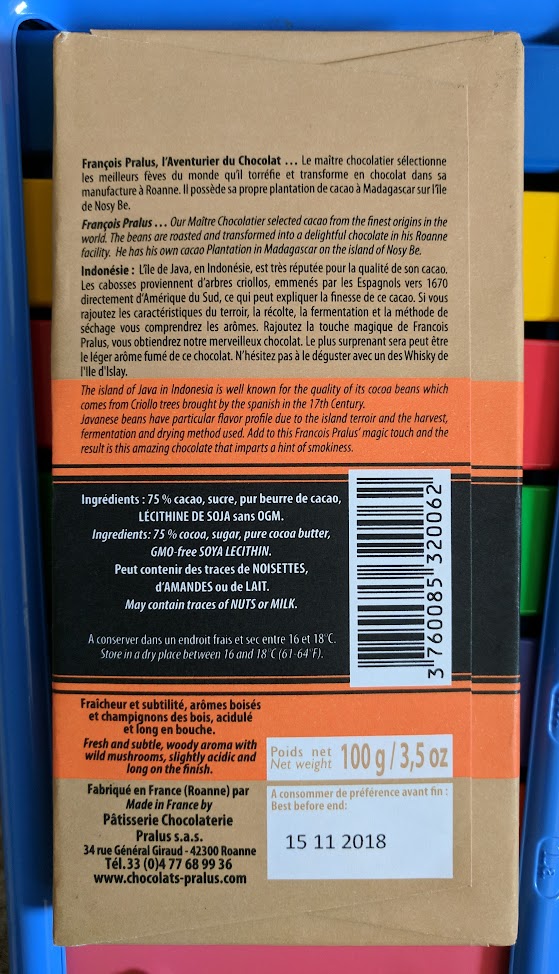 François Pralus, l'Aventurier du Chocolat ... Le maître chocolatier sélectionne
les meilleurs fèves du monde qu'il torréfie et transforme en chocolat dans sa
manufacture à Roanne. Il possède sa propre plantation de cacao à Madagascar sur l'île
de Nosy Be.
François Pralus ... Our Maître Chocolatier selected cacao from the finest origins in the
world. The beans are roasted and transformed into a delightful chocolate in his Roanne
facility. He has his own cacao Plantation in Madagascar on the island of Nosy Be.
Indonésie : L'île de Java, en Indonésie, est très réputée pour la qualité de son cacao.
Les cabosses proviennent d'arbres criollos, emmenés par les Espagnols vers 1670
directement d'Amérique du Sud, ce qui peut expliquer la finesse de ce cacao. Si vous
rajoutez les caractéristiques du terroir, la récolte, la fermentation et la méthode de
séchage vous comprendrez les arômes. Rajoutez la touche magique de Francois
Pralus, vous obtiendrez notre merveilleux chocolat. Le plus surprenant sera peut être
le léger arôme fumé de ce chocolat. N'hésitez pas à le déguster avec un des Whisky de
l'Ile d'Islay.
The island of Java in Indonesia is well known for the quality of its cocoa beans which
comes from Criollo trees brought by the spanish in the 17th Century.
Javanese beans have particular flavor profile due to the island terroir and the harvest,
fermentation and drying method used. Add to this Francois Pralus' magic touch and the
result is this amazing chocolate that imparts a hint of smokiness.
Ingrédients : 75 % cacao, sucre, pur beurre de cacao,
LÉCITHINE DE SOJA sans OGM.
Ingredients: 75 % cocoa, sugar, pure cocoa butter,
GMO-free SOYA LECITHIN.
Peut contenir des traces de NOISETTES,
d'AMANDES ou de LAIT.
May contain traces of NUTS or MILK.
A conserver dans un endroit frais et sec entre 16 et 18°C.
Store in a dry place between 16 and 18°C (61-64°F).
3 760085 320062
Fraîcheur et subtilité, arômes boisés
et champignons des bois, acidulé
et long en bouche.
Fresh and subtle, woody aroma with
wild mushrooms, slightly acidic and
long on the finish.
Poids net
Net weight 100 g / 3,5 oz
Fabriqué en France (Roanne) par
Made in France by
Pâtisserie Chocolaterie
Pralus s.a.s.
34 rue Général Giraud - 42300 Roanne
Tél.33 (0)4 77 68 99 36
www.chocolats-pralus.com
A consommer de préférence avant fin :
Best before end:
15 11 2018